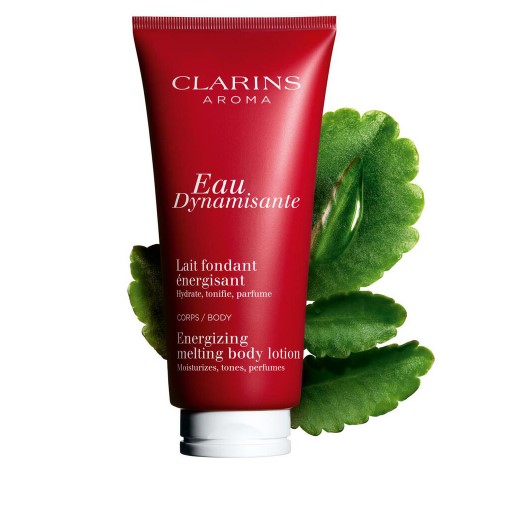 CLARINS
AROMA
Eau
Dynamisante
Lait fondant
énergisant
Hydrate, tonifie, parfume
CORPS / BODY
Energizing
melting body lotion
Moisturizes, tones, perfumes